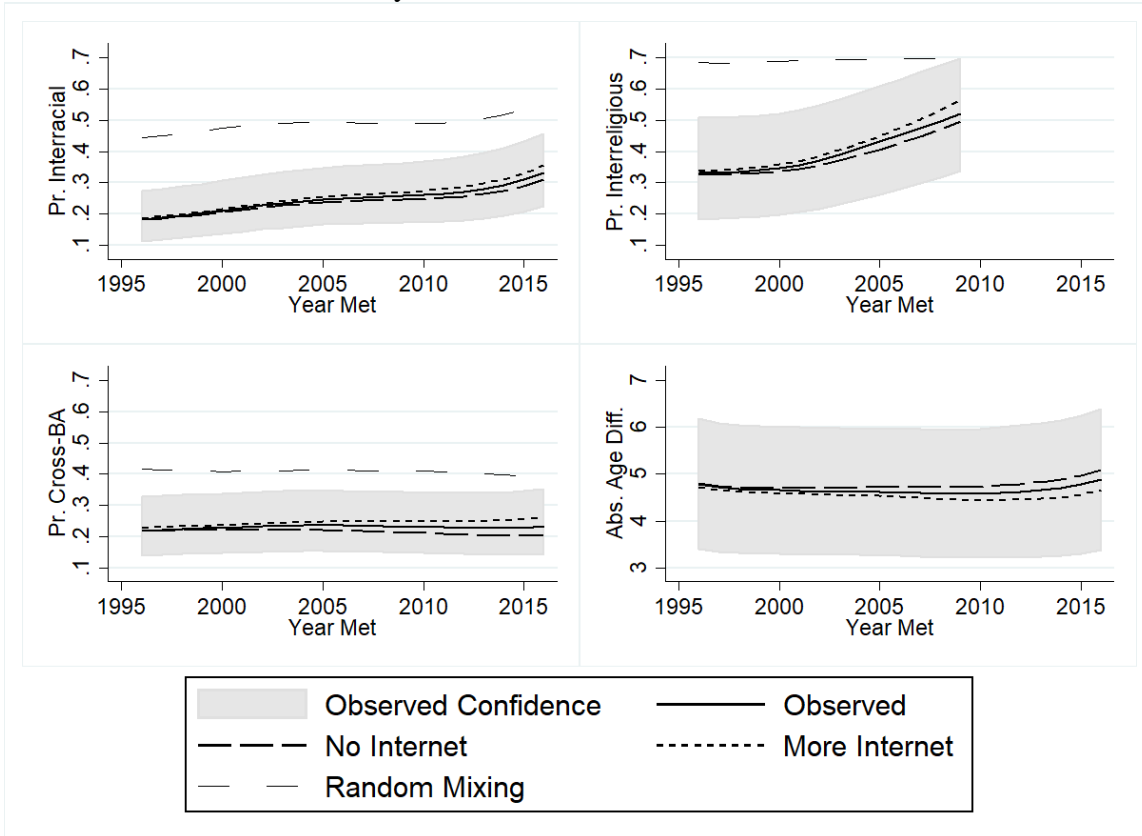 Pr. Interracial
.7
.6
.5
.4
.3
.2
.1
1995 2000 2005 2010 2015
Year Met
Pr. Interreligious
.7
.6
.5
.4
.3
.2
.1
1995 2000 2005 2010 2015
Year Met
Pr. Cross-BA
.7
.6
.5
.4
.3
.2
.1
1995 2000 2005 2010 2015
Year Met
Abs. Age Diff.
7
6
5
4
3
1995 2000 2005 2010 2015
Year Met
Observed Confidence Observed
No Internet More Internet
Random Mixing